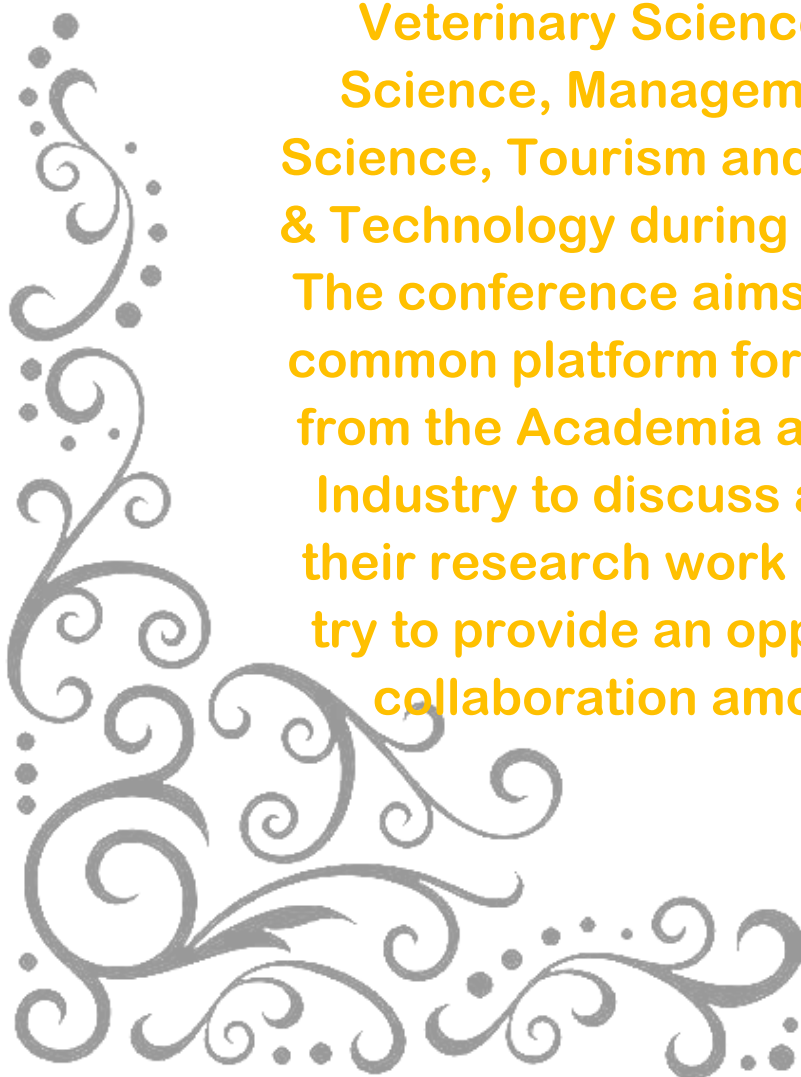 Veterinary Science
Science, Managem
Science, Tourism and
& Technology during
The conference aims
common platform for
from the Academia a
Industry to discuss a
their research work
try to provide an opp
collaboration amo